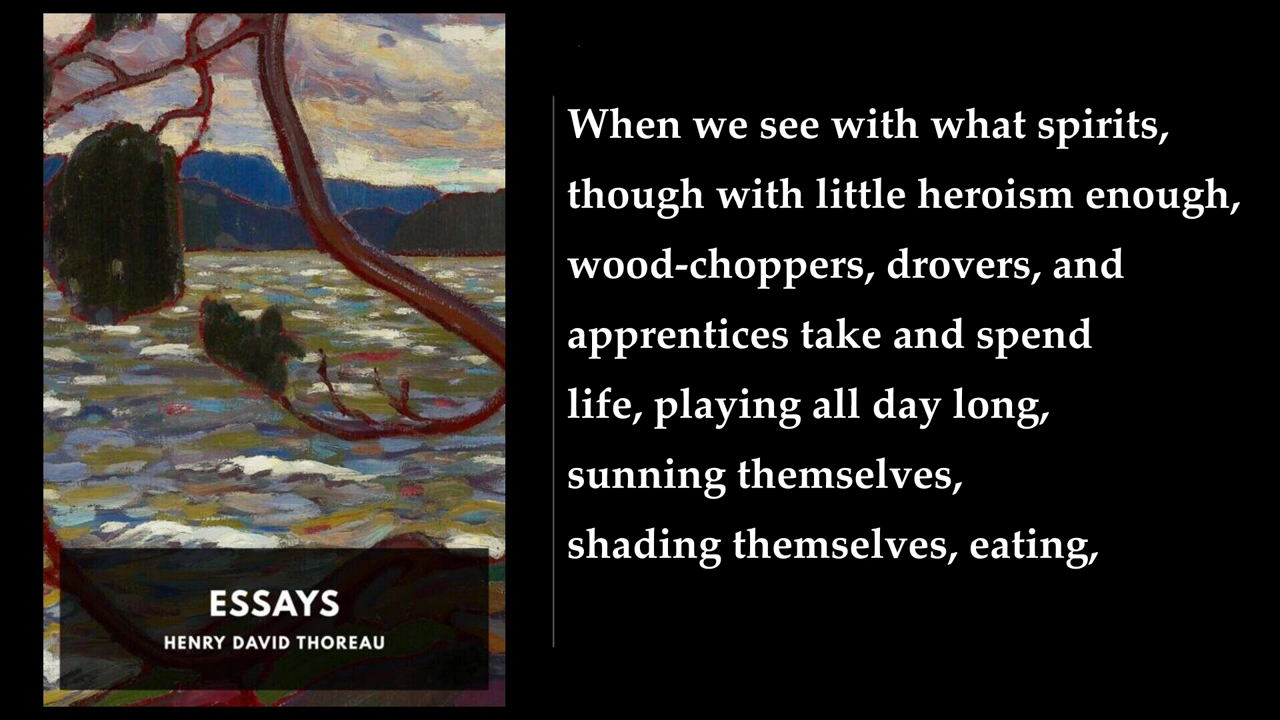 ESSAYS
HENRY DAVID THOREAU
When we see with what spirits,
though with little heroism enough,
wood-choppers, drovers, and
apprentices take and spend
life, playing all day long,
sunning themselves,
shading themselves, eating,